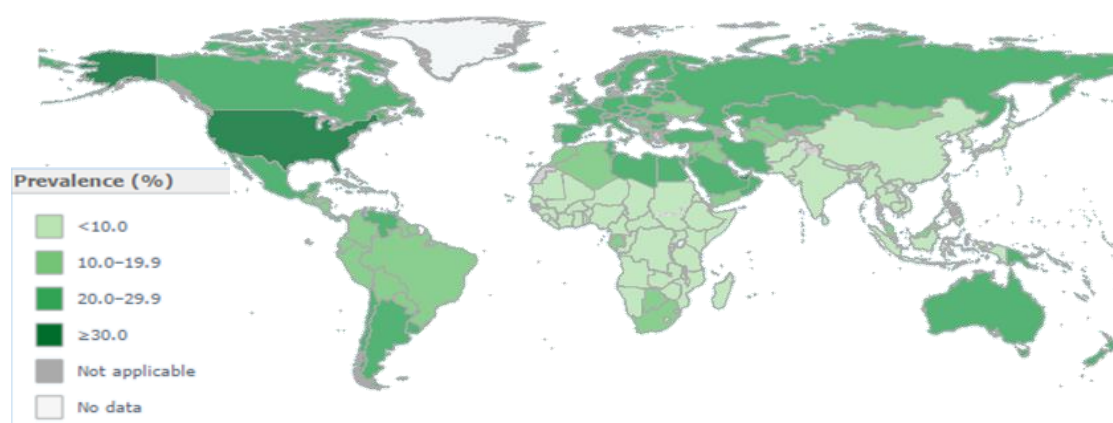 Prevalence (%)
<10.0
10.0–19.9
20.0–29.9
≥30.0
Not applicable
No data